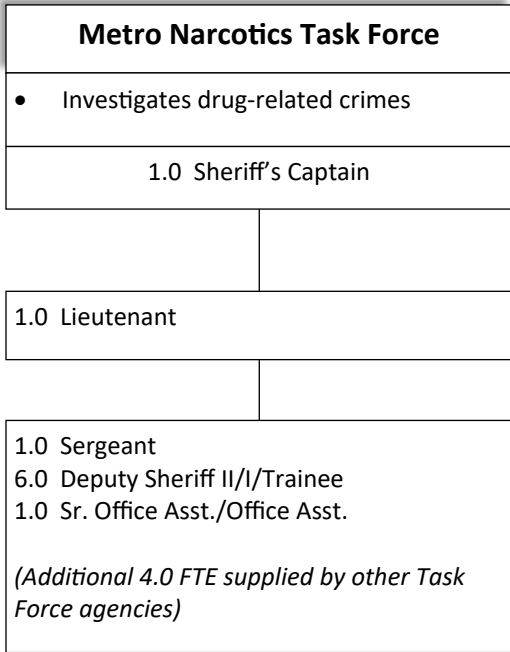 Metro Narcotics Task Force
• Investigates drug-related crimes
1.0 Sheriff’s Captain
1.0 Lieutenant
1.0 Sergeant
6.0 Deputy Sheriff II/I/Trainee
1.0 Sr. Office Asst./Office Asst.
(Additional 4.0 FTE supplied by other Task
Force agencies)